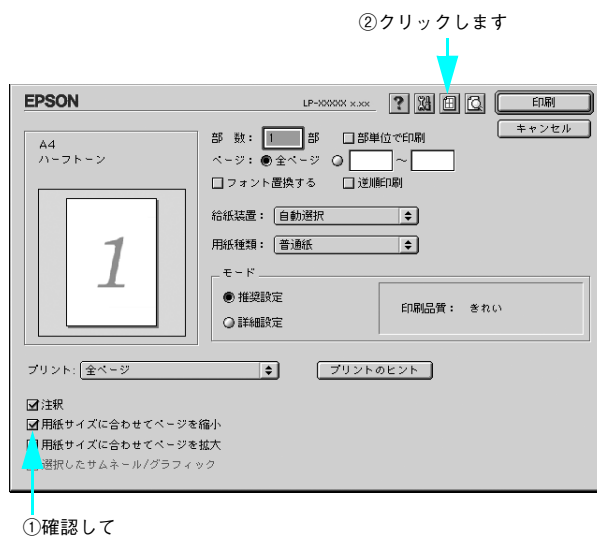 ②クリックします
EPSON
LP-XXXXX x.xx
?
印刷
キャンセル
A4
ハーフトーン
1
部 数: 1 部 部単位で印刷
ページ: 全ページ ~
フォント置換する 逆順印刷
給紙装置: 自動選択
用紙種類: 普通紙
モード
推奨設定
詳細設定
印刷品質: きれい
プリント: 全ページ
プリントのヒント
注釈
用紙サイズに合わせてページを縮小
用紙サイズに合わせてページを拡大
選択したサムネール/グラフィック
①確認して